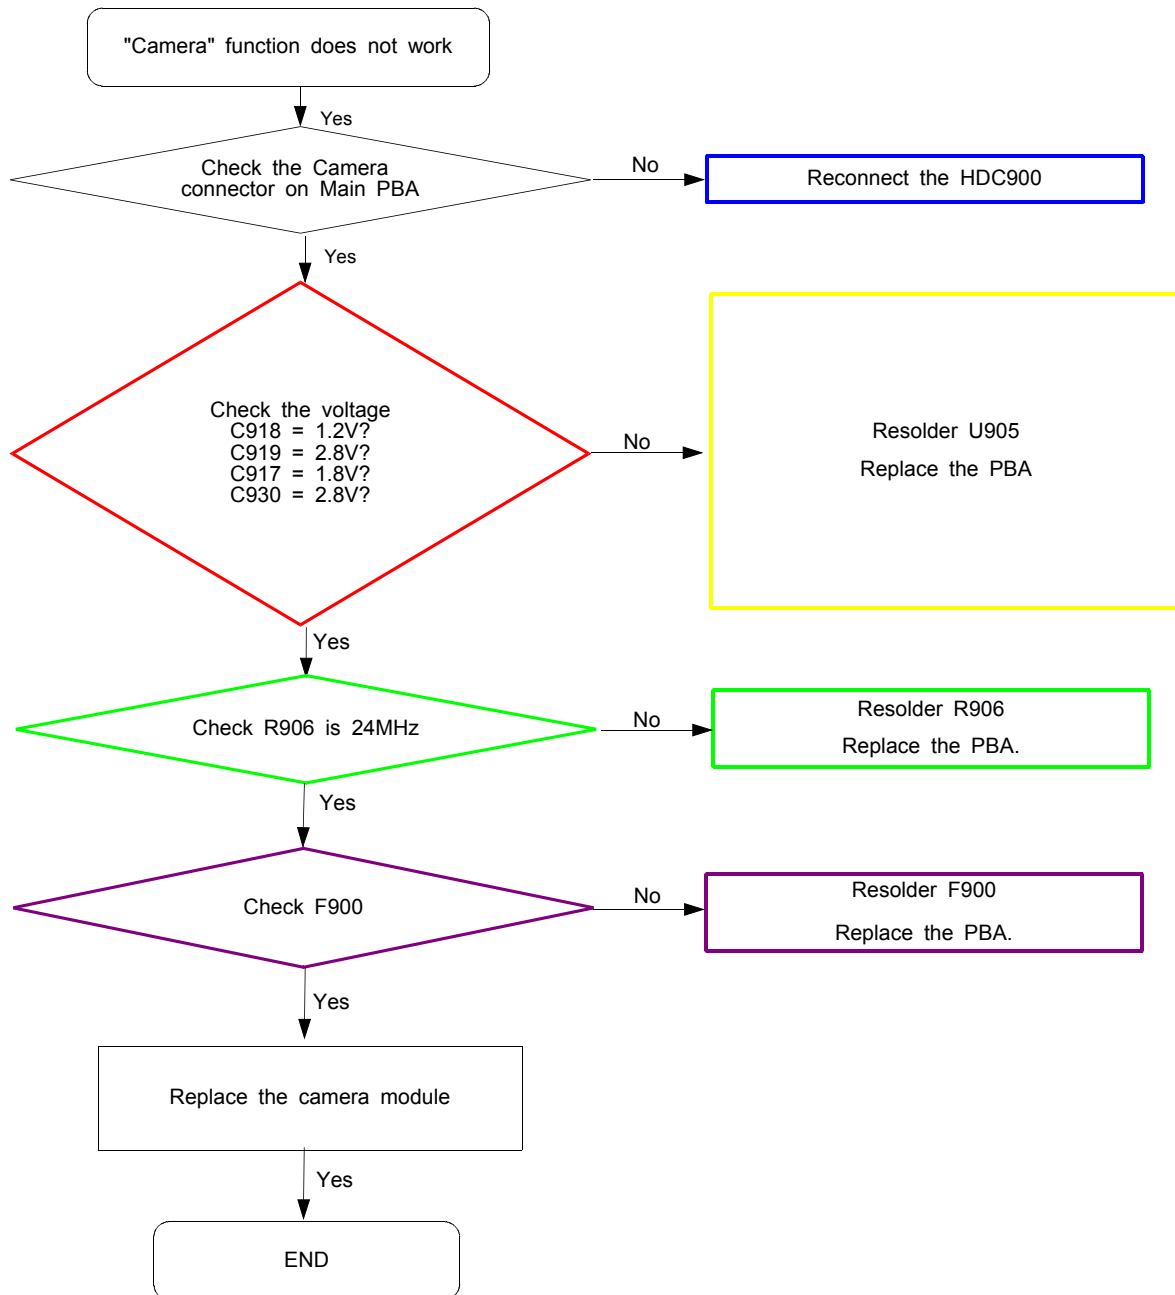 "Camera" function does not work
Yes
Check the Camera
connector on Main PBA
No
Reconnect the HDC900
Yes
Check the voltage
C918 = 1.2V?
C919 = 2.8V?
C917 = 1.8V?
C930 = 2.8V?
No
Resolder U905
Replace the PBA
Yes
Check R906 is 24MHz
No
Resolder R906
Replace the PBA.
Yes
Check F900
No
Resolder F900
Replace the PBA.
Yes
Replace the camera module
Yes
END